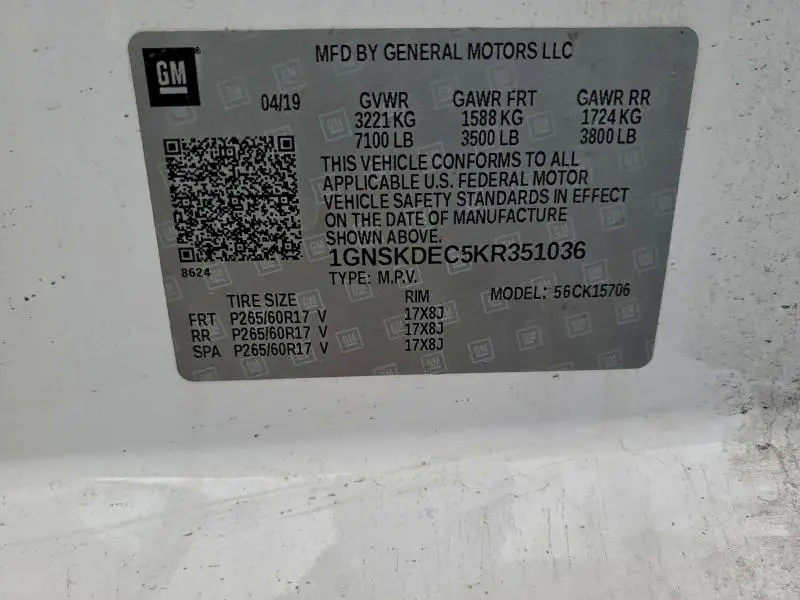 GM
MFD BY GENERAL MOTORS LLC
04/19 GVWR GAWR FRT GAWR RR
3221 KG 1588 KG 1724 KG
7100 LB 3500 LB 3800 LB
THIS VEHICLE CONFORMS TO ALL
APPLICABLE U.S. FEDERAL MOTOR
VEHICLE SAFETY STANDARDS IN EFFECT
ON THE DATE OF MANUFACTURE
SHOWN ABOVE.
1GNSKDEC5KR351036
8624
TYPE: M.P.V.
TIRE SIZE RIM MODEL: 56CK15706
FRT P265/60R17 V 17X8J
RR P265/60R17 V 17X8J
SPA P265/60R17 V 17X8J